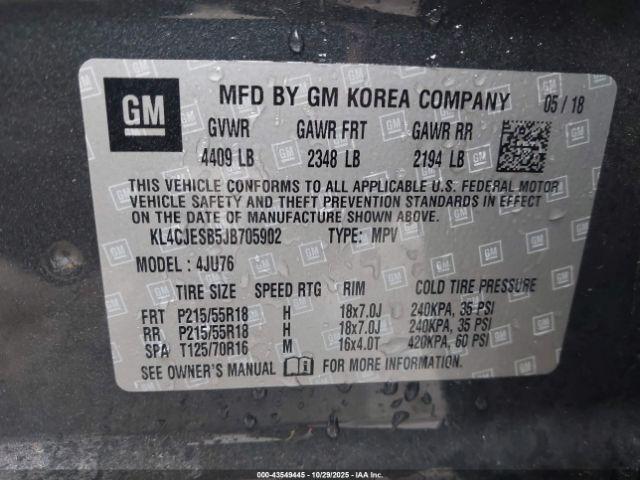 GM
MFD BY GM KOREA COMPANY 05 / 18
GVWR GAWR FRT GAWR RR
4409 LB 2348 LB 2194 LB
THIS VEHICLE CONFORMS TO ALL APPLICABLE U.S. FEDERAL MOTOR
VEHICLE SAFETY AND THEFT PREVENTION STANDARDS IN EFFECT
ON THE DATE OF MANUFACTURE SHOWN ABOVE.
KL4CJESB5JB705902 TYPE: MPV
MODEL : 4JU76
TIRE SIZE SPEED RTG RIM COLD TIRE PRESSURE
FRT P215/55R18 H 18x7.0J 240KPA, 35 PSI
RR P215/55R18 H 18x7.0J 240KPA, 35 PSI
SPA T125/70R16 M 16x4.0T 420KPA, 60 PSI
SEE OWNER'S MANUAL FOR MORE INFORMATION.
000-43549445 - 10/29/2025 - IAA, Inc.